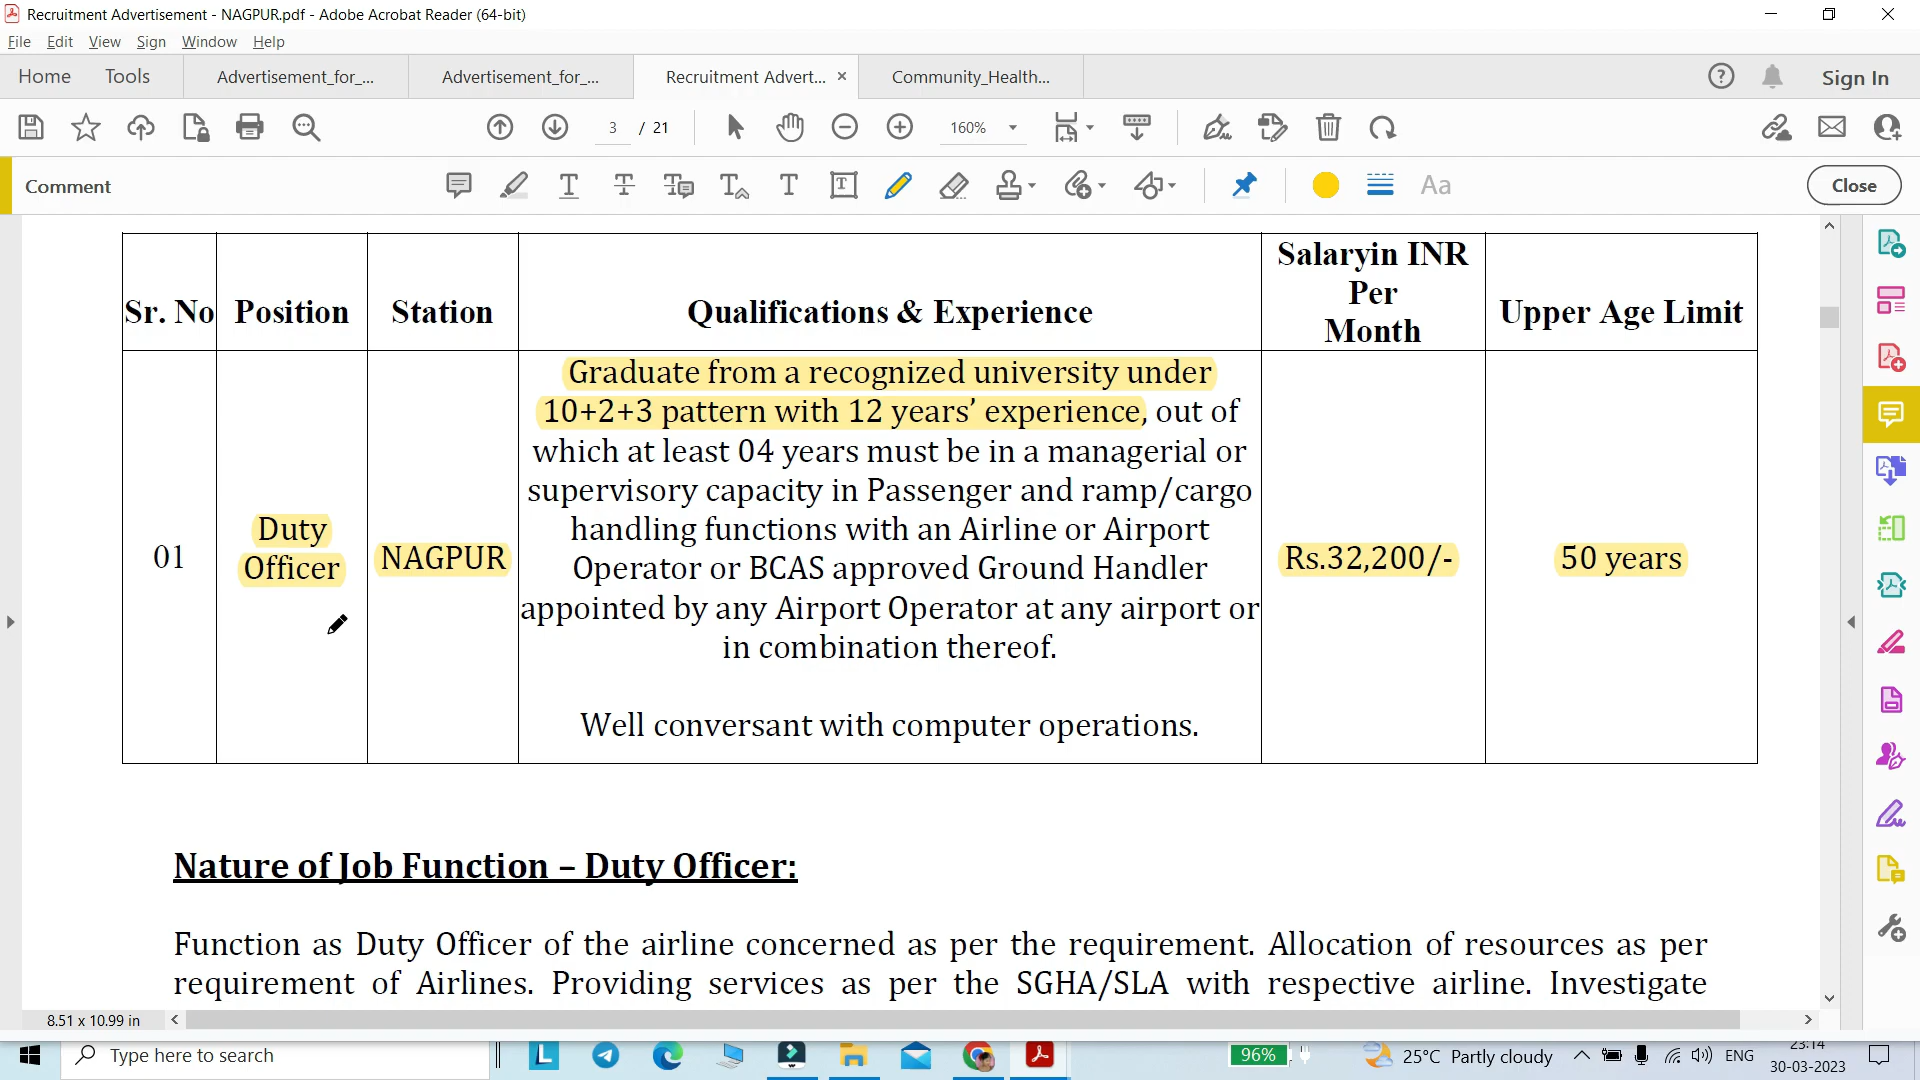 Recruitment Advertisement - NAGPUR.pdf - Adobe Acrobat Reader (64-bit)
File Edit View Sign Window Help
Home Tools Advertisement_for_... Advertisement_for_... Recruitment Advert... × Community_Health... Sign In
3 / 21 160%
Comment Close
Sr. No Position Station Qualifications & Experience Salaryin INR Per Month Upper Age Limit
01 Duty Officer NAGPUR
Graduate from a recognized university under
10+2+3 pattern with 12 years’ experience, out of
which at least 04 years must be in a managerial or
supervisory capacity in Passenger and ramp/cargo
handling functions with an Airline or Airport
Operator or BCAS approved Ground Handler
appointed by any Airport Operator at any airport or
in combination thereof.
Well conversant with computer operations.
Rs.32,200/- 50 years
Nature of Job Function – Duty Officer:
Function as Duty Officer of the airline concerned as per the requirement. Allocation of resources as per
requirement of Airlines. Providing services as per the SGHA/SLA with respective airline. Investigate
8.51 x 10.99 in
Type here to search 96% 25°C Partly cloudy ENG 23:14
30-03-2023